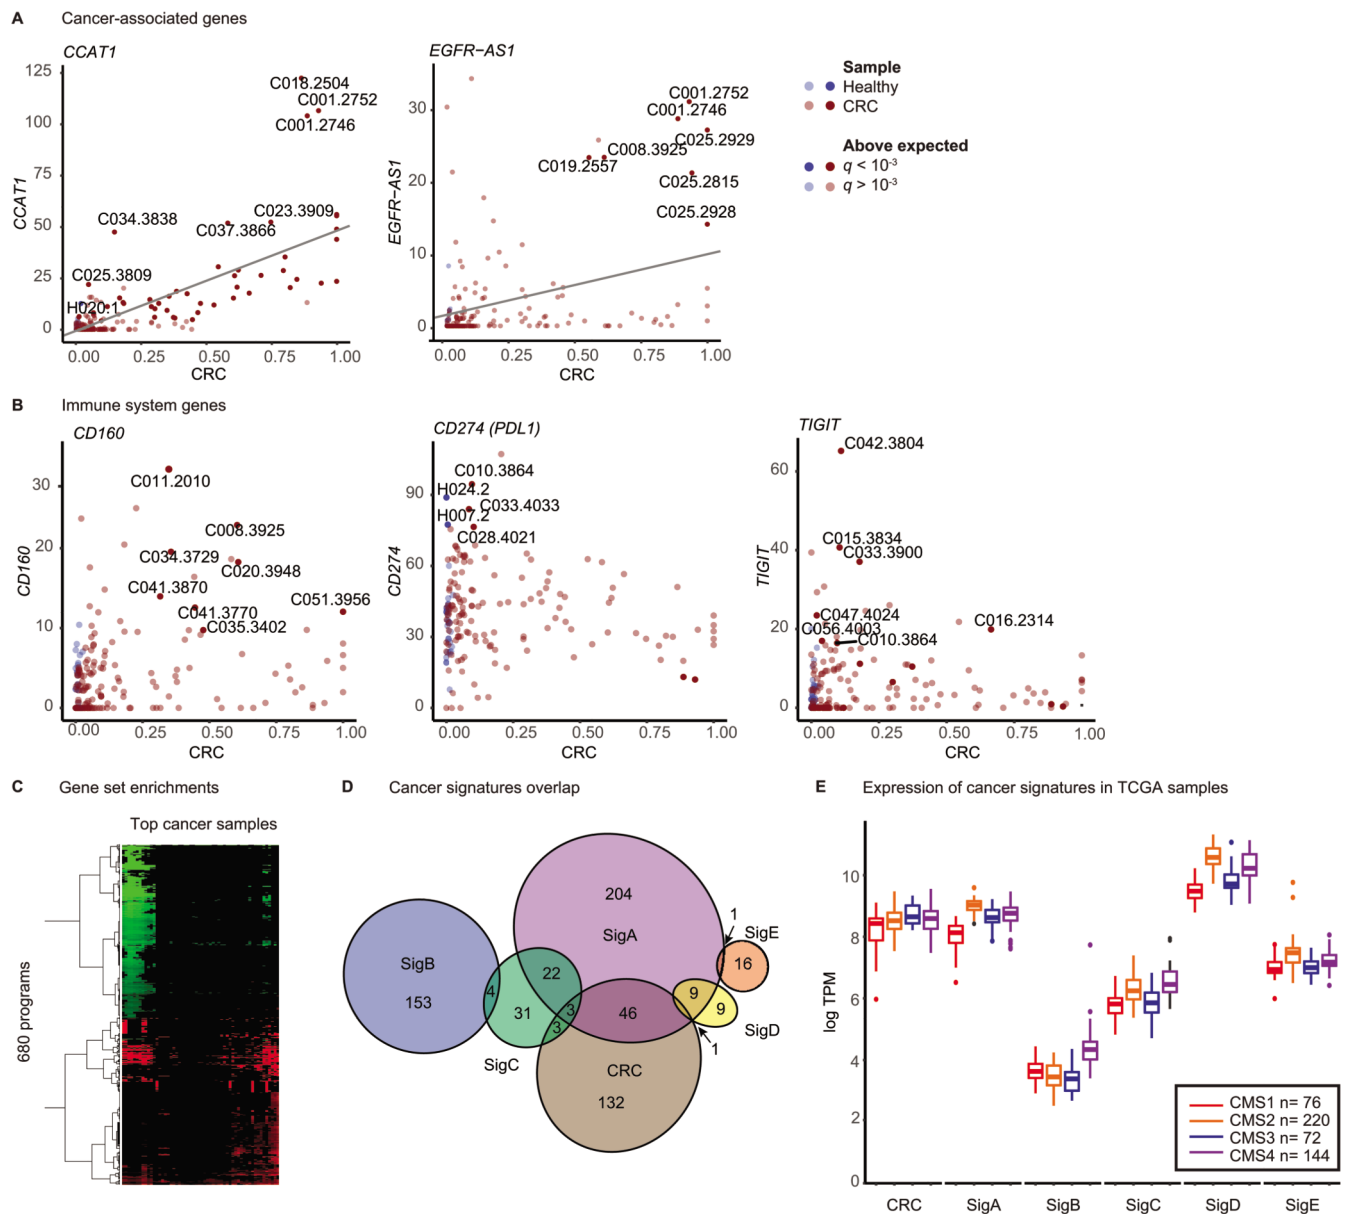 A Cancer-associated genes
CCAT1
125
100
75
50
25
0
CCAT1
C018.2504
C001.2752
C001.2746
C034.3838
C023.3909
C037.3866
C025.3809
H020.1
0.00 0.25 0.50 0.75 1.00
CRC
EGFR−AS1
30
20
10
0
EGFR−AS1
C001.2752
C001.2746
C025.2929
C008.3925
C019.2557
C025.2815
C025.2928
0.00 0.25 0.50 0.75 1.00
CRC
Sample
Healthy
CRC
Above expected
q < 10-3
q > 10-3
B Immune system genes
CD160
30
20
10
0
CD160
C011.2010
C008.3925
C034.3729
C020.3948
C041.3870
C051.3956
C041.3770
C035.3402
0.00 0.25 0.50 0.75 1.00
CRC
CD274 (PDL1)
90
60
30
0
CD274
C010.3864
H024.2
C033.4033
H007.2
C028.4021
0.00 0.25 0.50 0.75 1.00
CRC
TIGIT
60
40
20
0
TIGIT
C042.3804
C015.3834
C033.3900
C047.4024
C016.2314
C056.4003
C010.3864
0.00 0.25 0.50 0.75 1.00
CRC
C Gene set enrichments
Top cancer samples
680 programs
D Cancer signatures overlap
204
SigA
1
SigE
16
SigB
153
22
4
31
3
3
46
9
9
SigD
1
SigC
CRC
132
E Expression of cancer signatures in TCGA samples
10
8
6
4
2
0
log TPM
CMS1 n= 76
CMS2 n= 220
CMS3 n= 72
CMS4 n= 144
CRC SigA SigB SigC SigD SigE